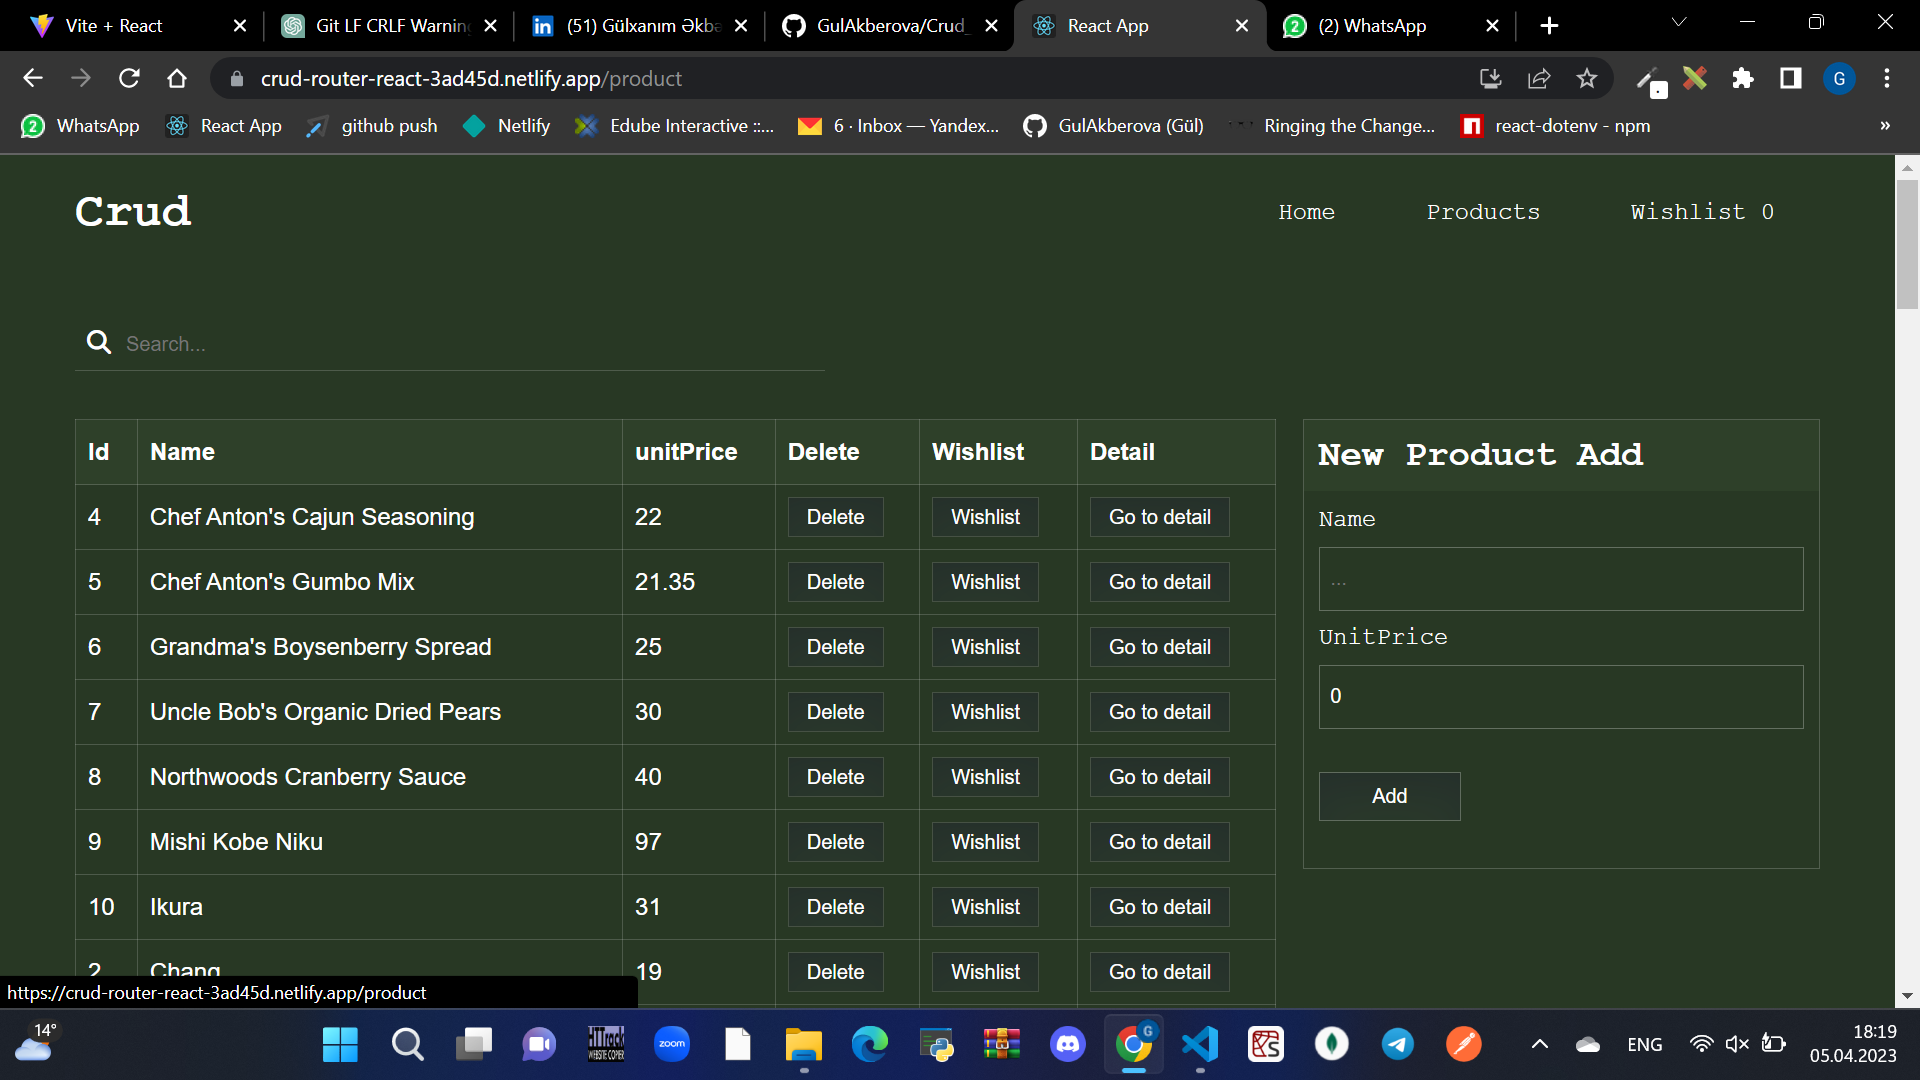 Vite + React
Git LF CRLF Warning
(51) Gülxanım Əkbə
GulAkberova/Crud_
React App
(2) WhatsApp
crud-router-react-3ad45d.netlify.app/product
G
2 WhatsApp
React App
github push
Netlify
Edube Interactive ::...
6 · Inbox — Yandex...
GulAkberova (Gül)
Ringing the Change...
react-dotenv - npm
»
Crud
Home
Products
Wishlist 0
Search...
Id Name unitPrice Delete Wishlist Detail
4 Chef Anton's Cajun Seasoning 22 Delete Wishlist Go to detail
5 Chef Anton's Gumbo Mix 21.35 Delete Wishlist Go to detail
6 Grandma's Boysenberry Spread 25 Delete Wishlist Go to detail
7 Uncle Bob's Organic Dried Pears 30 Delete Wishlist Go to detail
8 Northwoods Cranberry Sauce 40 Delete Wishlist Go to detail
9 Mishi Kobe Niku 97 Delete Wishlist Go to detail
10 Ikura 31 Delete Wishlist Go to detail
2 Chang 19 Delete Wishlist Go to detail
New Product Add
Name
...
UnitPrice
0
Add
https://crud-router-react-3ad45d.netlify.app/product
14°
HTTrack
WEBSITE COPIER
zoom
G
ENG
18:19
05.04.2023